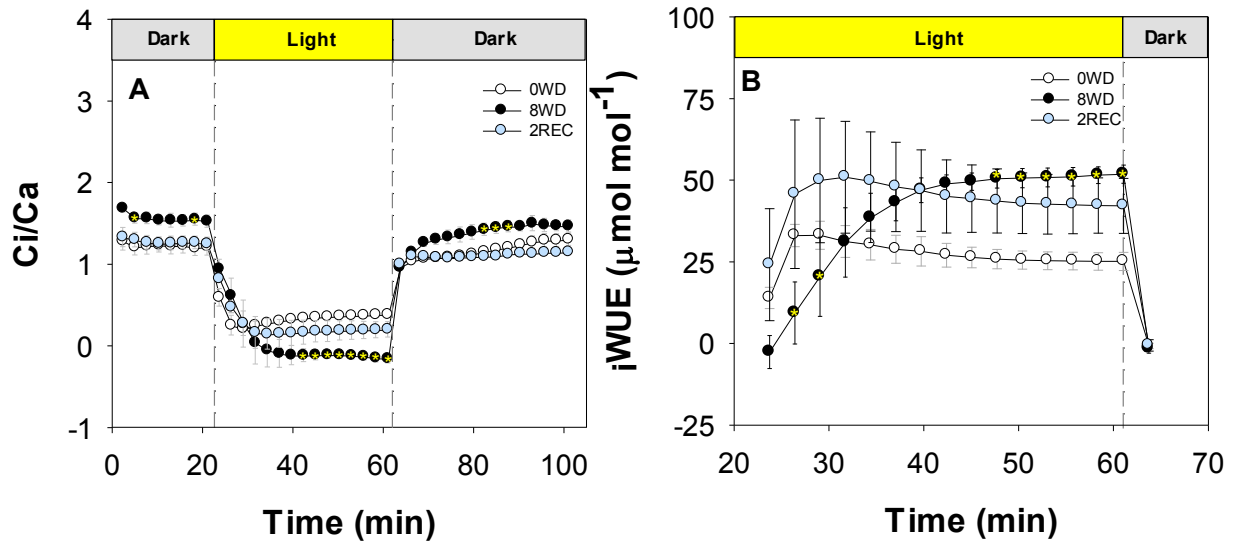 Dark Light Dark
A
0WD
8WD
2REC
4
3
2
1
0
-1
Ci/Ca
0 20 40 60 80 100
Time (min)
Light Dark
B
0WD
8WD
2REC
100
75
50
25
0
-25
iWUE (μmol mol-1)
20 30 40 50 60 70
Time (min)